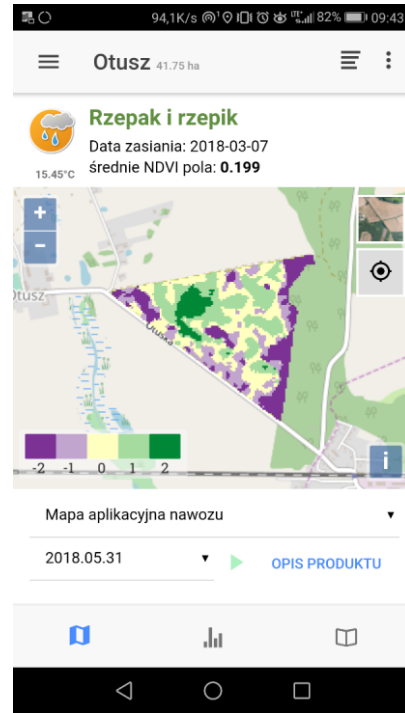 94,1K/s 82% 09:43
Otusz 41.75 ha
Rzepak i rzepik
Data zasiania: 2018-03-07
średnie NDVI pola: 0.199
15.45°C
+
-
Otusz
Otuska
-2 -1 0 1 2
i
Mapa aplikacyjna nawozu
2018.05.31
OPIS PRODUKTU